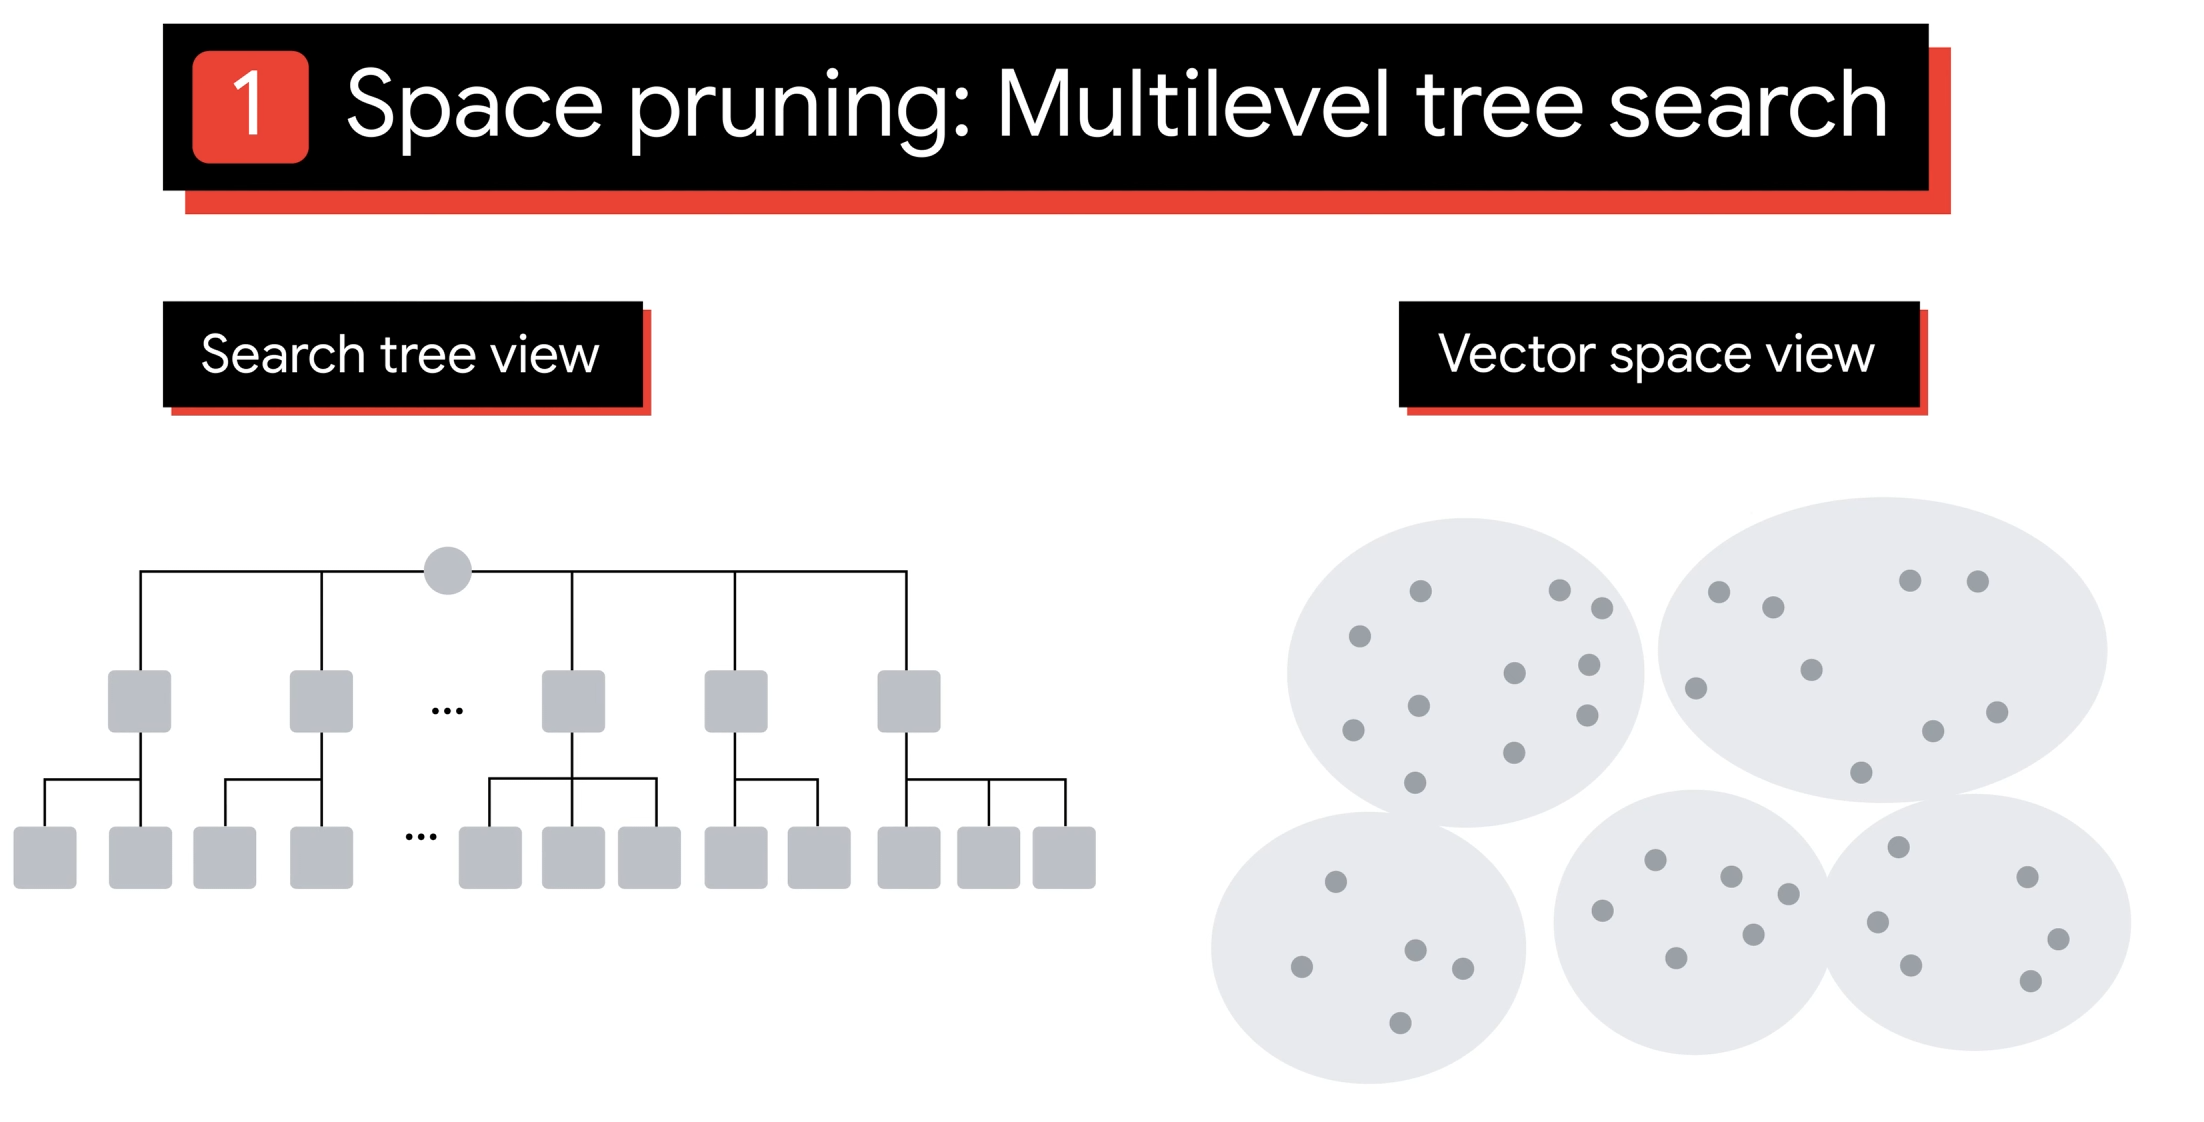 1 Space pruning: Multilevel tree search
Search tree view
Vector space view
...
...